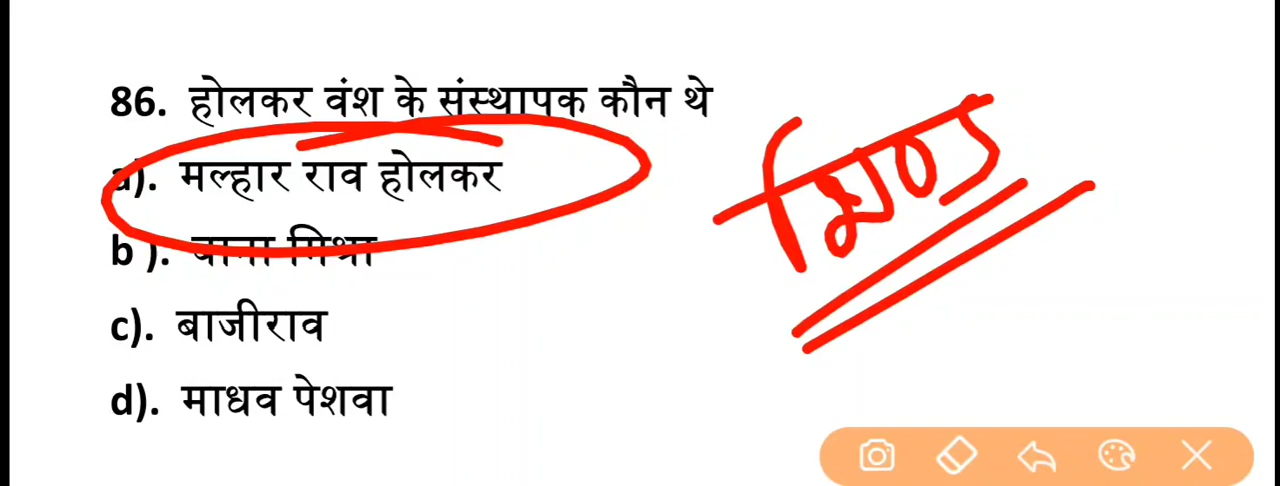 86. होलकर वंश के संस्थापक कौन थे
a). मल्हार राव होलकर
b ). नाना मिश्रा
c). बाजीराव
d). माधव पेशवा